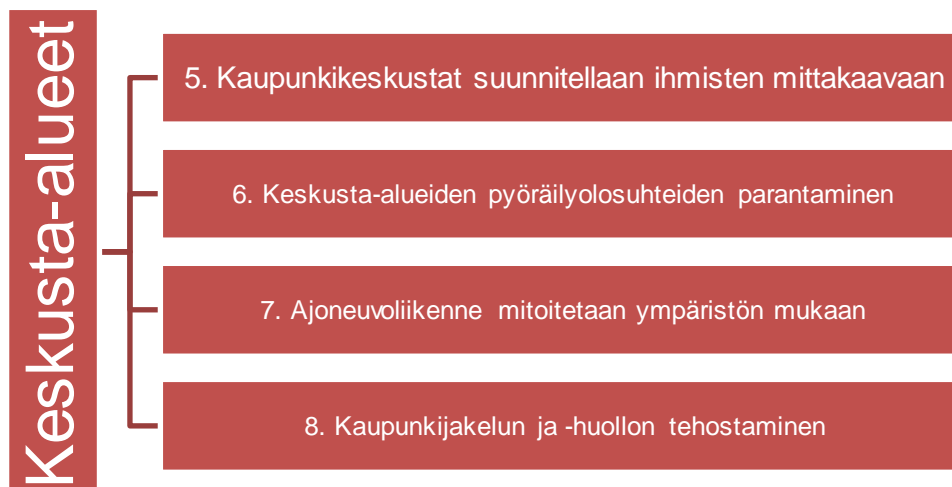 Keskusta-alueet
5. Kaupunkikeskustat suunnitellaan ihmisten mittakaavaan
6. Keskusta-alueiden pyöräilyolosuhteiden parantaminen
7. Ajoneuvoliikenne mitoitetaan ympäristön mukaan
8. Kaupunkijakelun ja -huollon tehostaminen